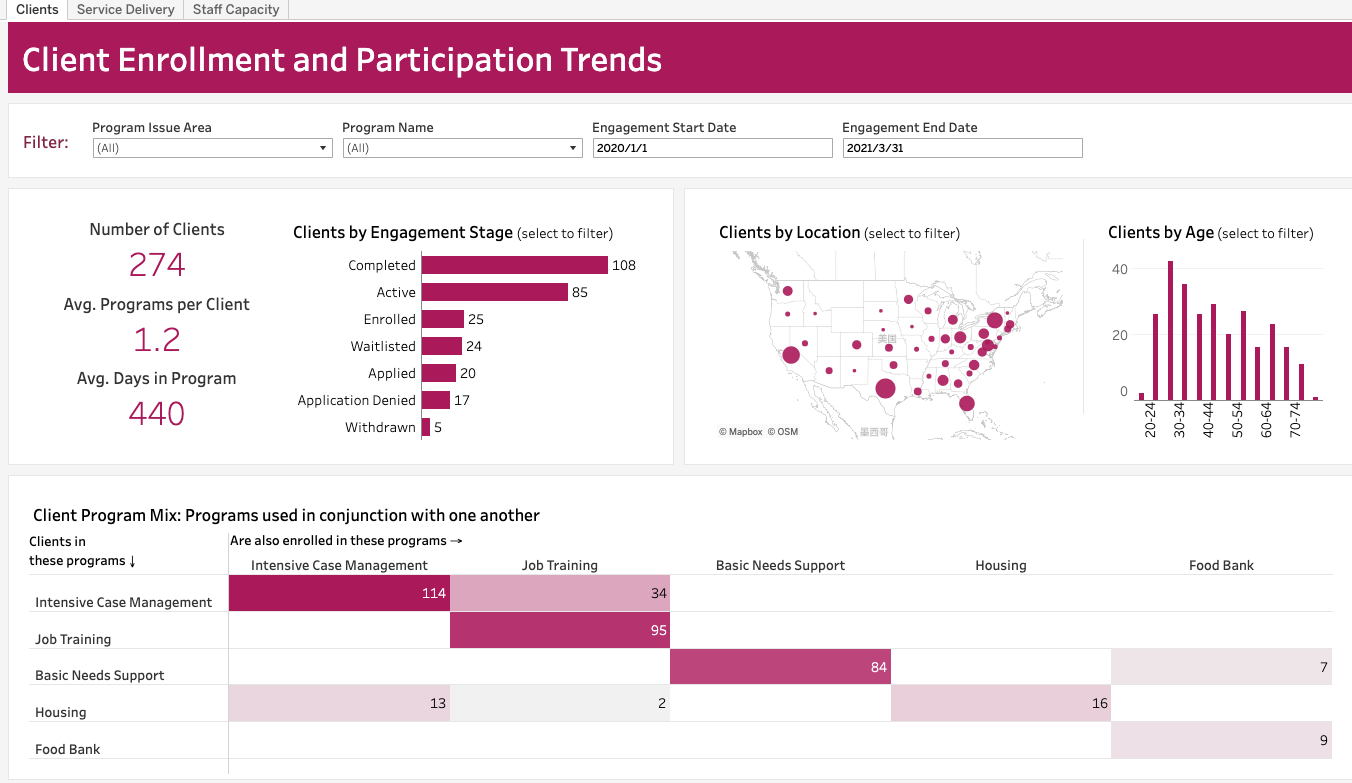 Clients Service Delivery Staff Capacity
Client Enrollment and Participation Trends
Filter:
Program Issue Area
(All)
Program Name
(All)
Engagement Start Date
2020/1/1
Engagement End Date
2021/3/31
Number of Clients
274
Avg. Programs per Client
1.2
Avg. Days in Program
440
Clients by Engagement Stage (select to filter)
Completed 108
Active 85
Enrolled 25
Waitlisted 24
Applied 20
Application Denied 17
Withdrawn 5
Clients by Location (select to filter)
美国
墨西哥
© Mapbox © OSM
Clients by Age (select to filter)
40
20
0
20-24 30-34 40-44 50-54 60-64 70-74
Client Program Mix: Programs used in conjunction with one another
Clients in
these programs ↓
Are also enrolled in these programs →
Intensive Case Management Job Training Basic Needs Support Housing Food Bank
Intensive Case Management 114 34
Job Training 95
Basic Needs Support 84 7
Housing 13 2 16
Food Bank 9